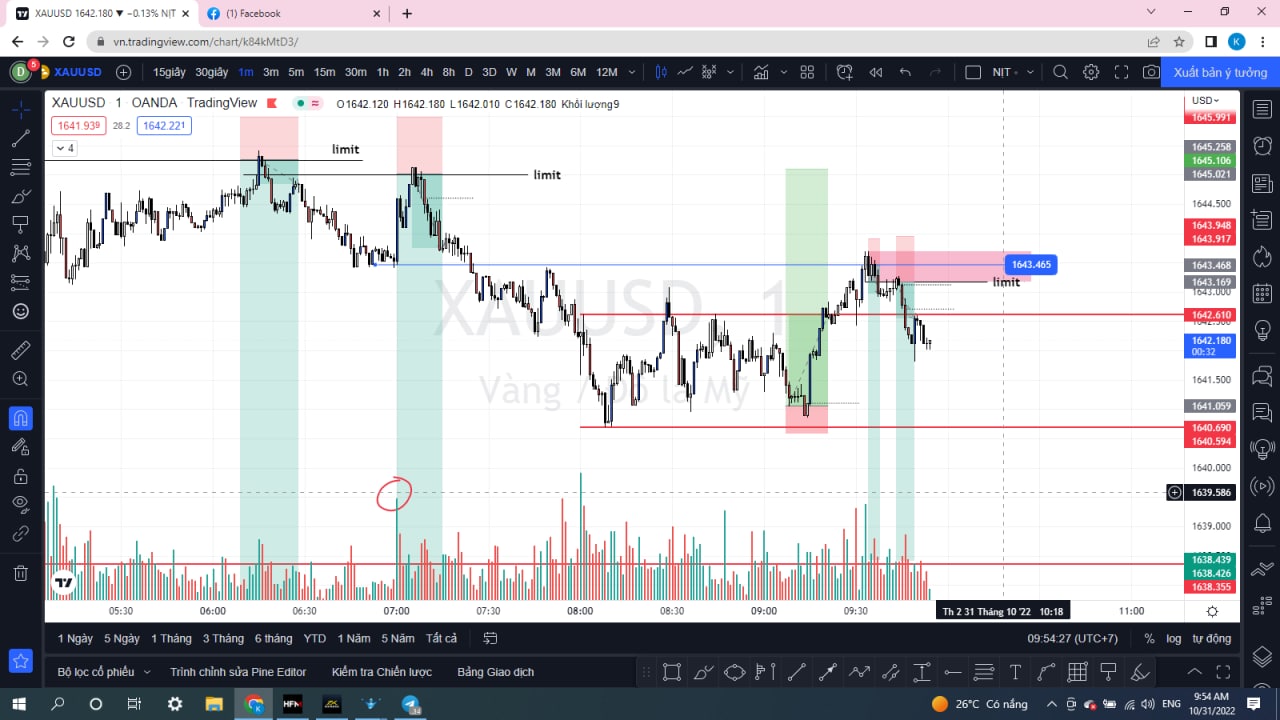 XAUUSD 1642.180 ▼ −0.13% NỊT
(1) Facebook
vn.tradingview.com/chart/k84kMtD3/
K
D
5
XAUUSD
15giây 30giây 1m 3m 5m 15m 30m 1h 2h 4h 8h D 3D W M 3M 6M 12M
NỊT
Xuất bản ý tưởng
XAUUSD · 1 · OANDA TradingView
O1642.120 H1642.180 L1642.010 C1642.180 Khối lượng9
1641.939 28.2 1642.221
4
USD
limit
limit
limit
1643.465
XAUUSD, 1
Vàng / Đô la Mỹ
1645.991
1645.258
1645.106
1645.021
1644.500
1643.948
1643.917
1643.468
1643.169
1643.000
1642.610
1642.500
1642.180
00:32
1641.500
1641.059
1640.690
1640.594
1640.000
1639.586
1639.000
1638.439
1638.426
1638.355
05:30 06:00 06:30 07:00 07:30 08:00 08:30 09:00 09:30 Th 2 31 Tháng 10 '22 10:18 11:00
1 Ngày 5 Ngày 1 Tháng 3 Tháng 6 tháng YTD 1 Năm 5 Năm Tất cả
09:54:27 (UTC+7) % log tự động
Bộ lọc cổ phiếu Trình chỉnh sửa Pine Editor Kiểm tra Chiến lược Bảng Giao dịch
HFM
26°C Có nắng
ENG
9:54 AM
10/31/2022